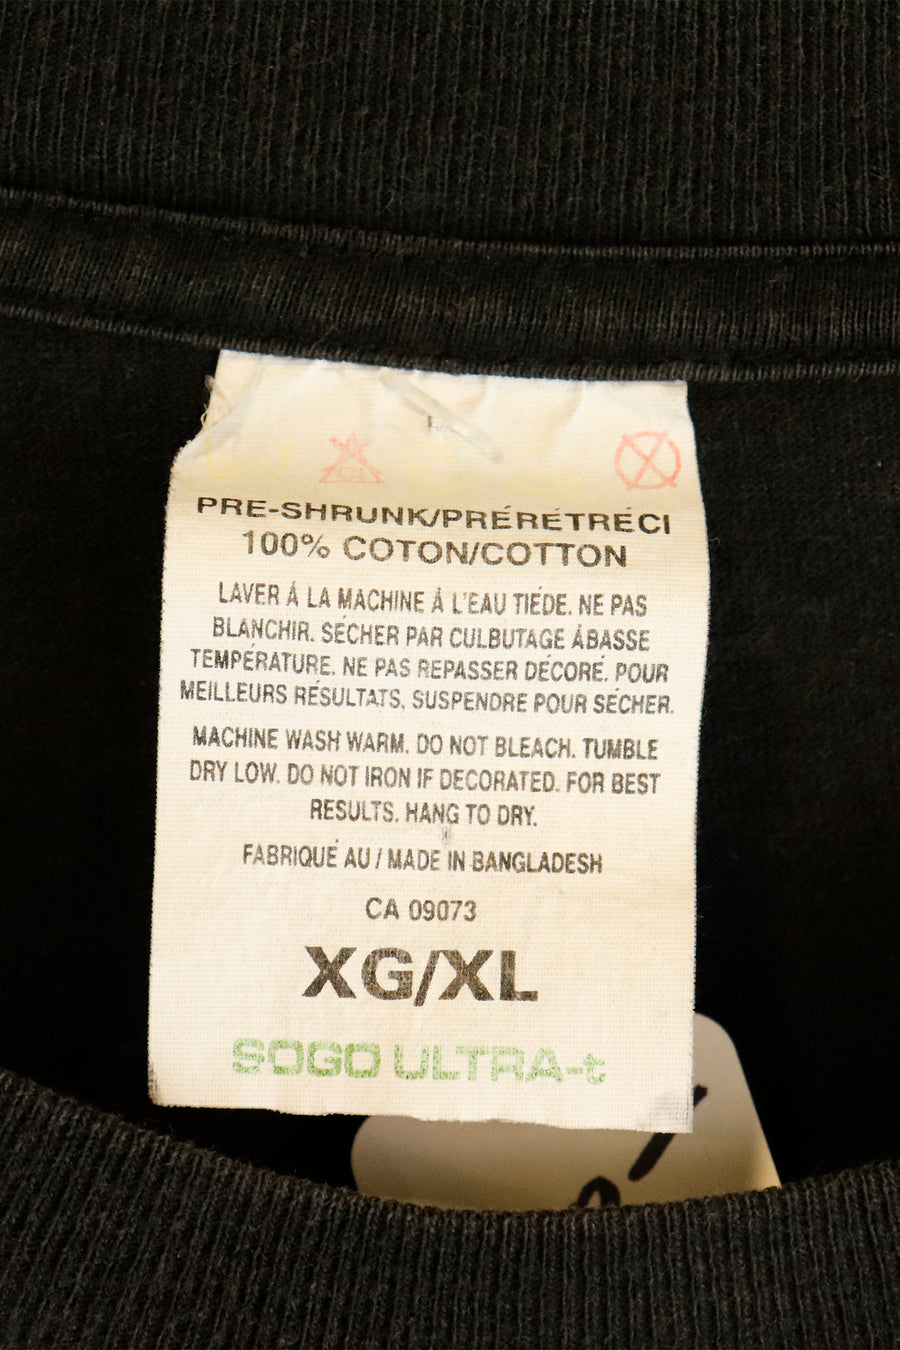 PRE-SHRUNK/PRÉRÉTRÉCI
100% COTON/COTTON
LAVER Á LA MACHINE Á L'EAU TIÉDE. NE PAS
BLANCHIR. SÉCHER PAR CULBUTAGE ÁBASSE
TEMPÉRATURE. NE PAS REPASSER DÉCORÉ. POUR
MEILLEURS RÉSULTATS, SUSPENDRE POUR SÉCHER.
MACHINE WASH WARM. DO NOT BLEACH. TUMBLE
DRY LOW. DO NOT IRON IF DECORATED. FOR BEST
RESULTS. HANG TO DRY.
FABRIQUÉ AU / MADE IN BANGLADESH
CA 09073
XG/XL
SOGO ULTRA-t